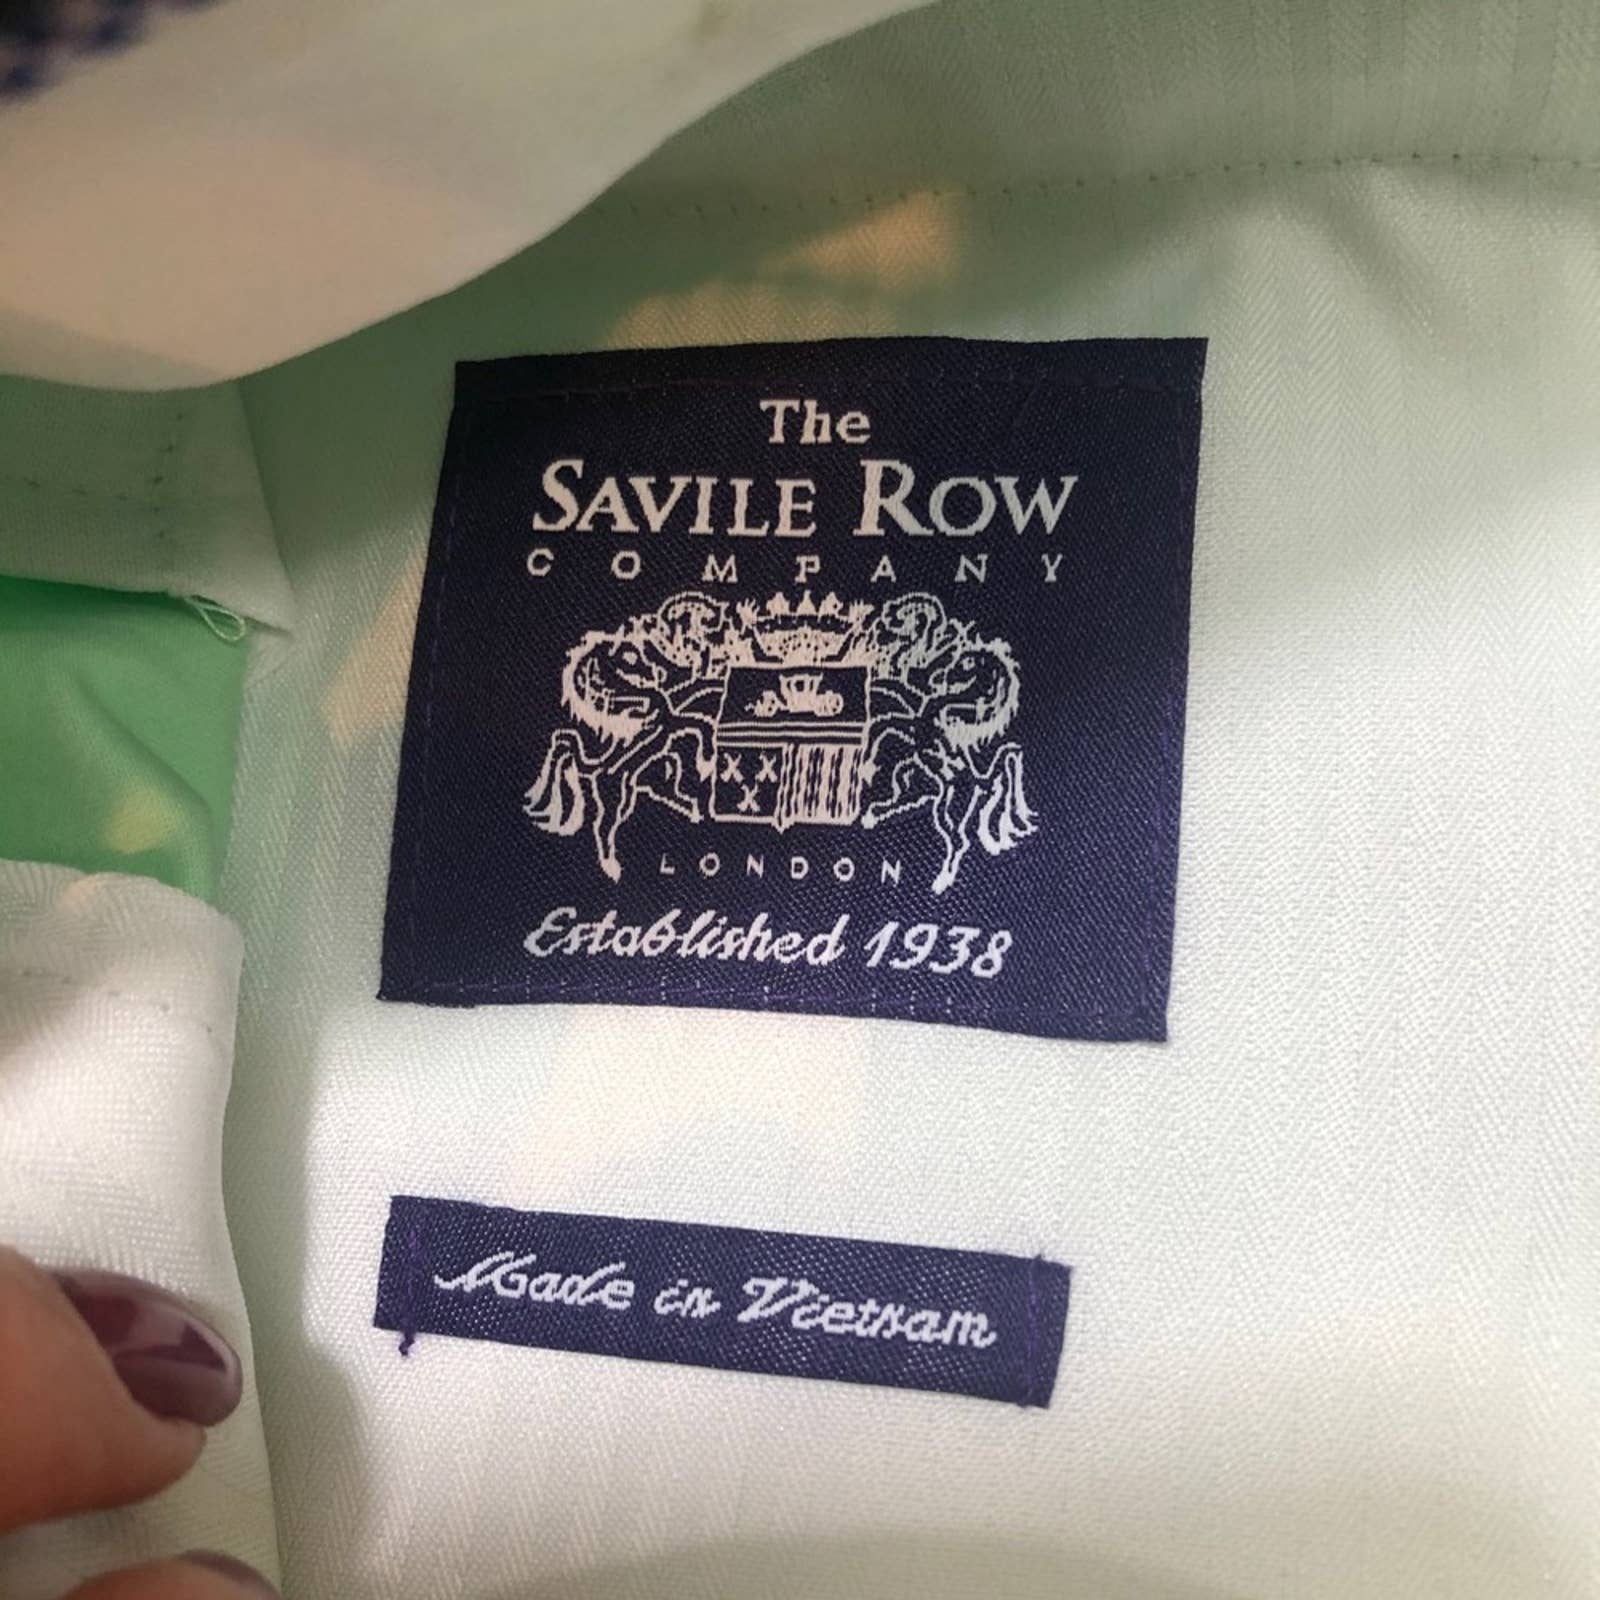 The
SAVILE ROW
COMPANY
LONDON
Established 1938
Made in Vietnam